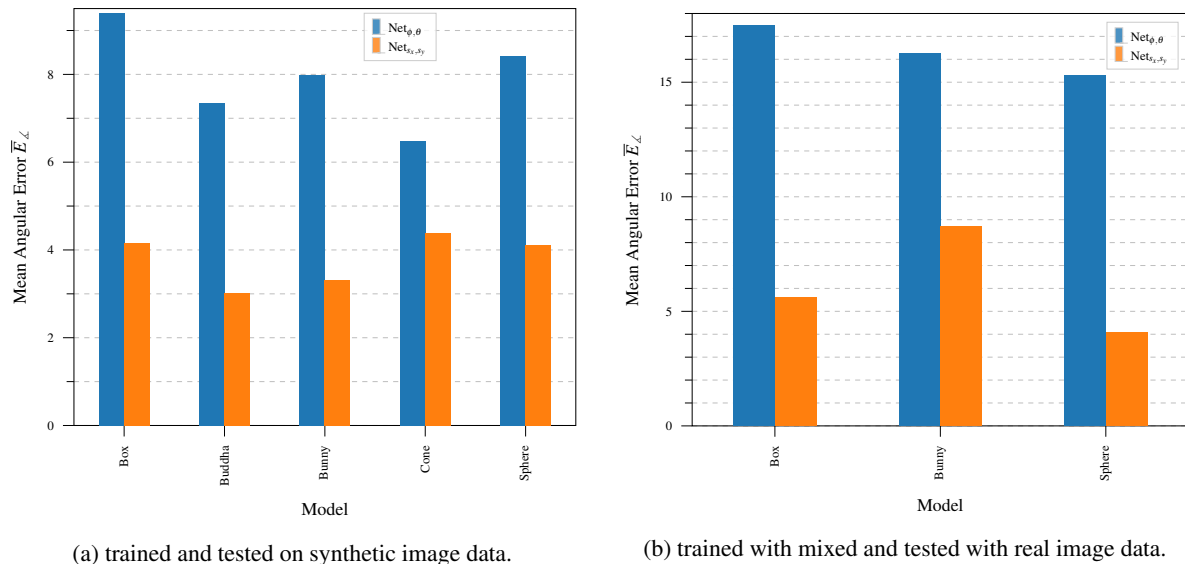 Net_{ϕ,θ}
Net_{s_x,s_y}
8
6
4
2
0
Mean Angular Error E̅_∡
Box
Buddha
Bunny
Cone
Sphere
Model
(a) trained and tested on synthetic image data.
Net_{ϕ,θ}
Net_{s_x,s_y}
15
10
5
0
Mean Angular Error E̅_∡
Box
Bunny
Sphere
Model
(b) trained with mixed and tested with real image data.